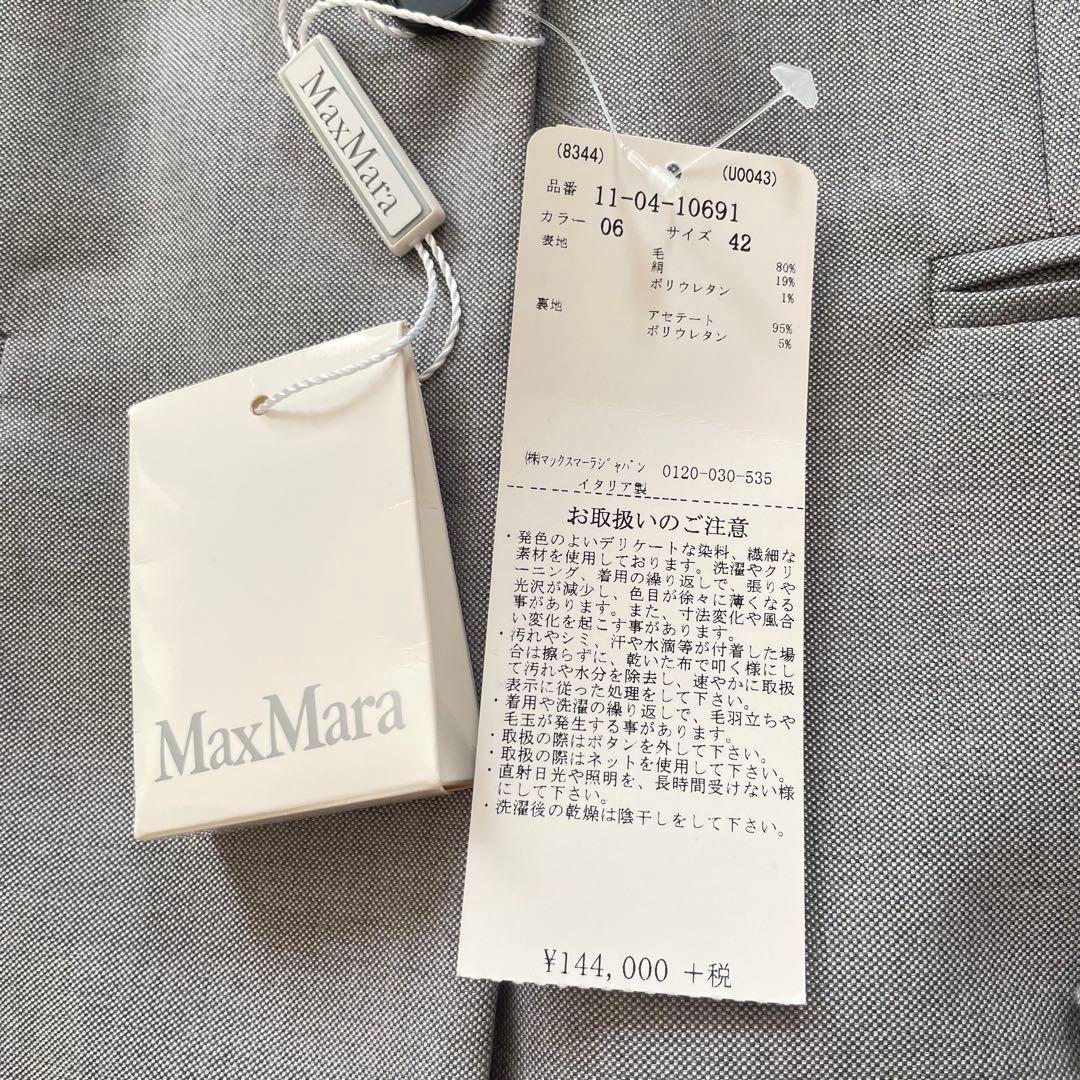 MaxMara
MaxMara
(8344)
(U0043)
品番 11-04-10691
カラー 06 サイズ 42
表地
毛 80%
絹 19%
ポリウレタン 1%
裏地
アセテート 95%
ポリウレタン 5%
㈱マックスマーラジャパン 0120-030-535
イタリア製
お取扱いのご注意
・発色のよいデリケートな染料、繊細な
素材を使用しております。洗濯やクリ
ーニング、着用の繰り返しで、張りや
光沢が減少し、色目が徐々に薄くなる
事があります。また、寸法変化や風合
い変化を起こす事があります。
・汚れやシミ、汗や水滴等が付着した場
合は擦らずに、乾いた布で叩く様にし
て汚れや水分を除去し、速やかに取扱
表示に従った処理をして下さい。
・着用や洗濯の繰り返しで、毛羽立ちや
毛玉が発生する事があります。
・取扱の際はボタンを外して下さい。
・取扱の際はネットを使用して下さい。
・直射日光や照明を、長時間受けない様
にして下さい。
・洗濯後の乾燥は陰干しをして下さい。
¥144,000 +税